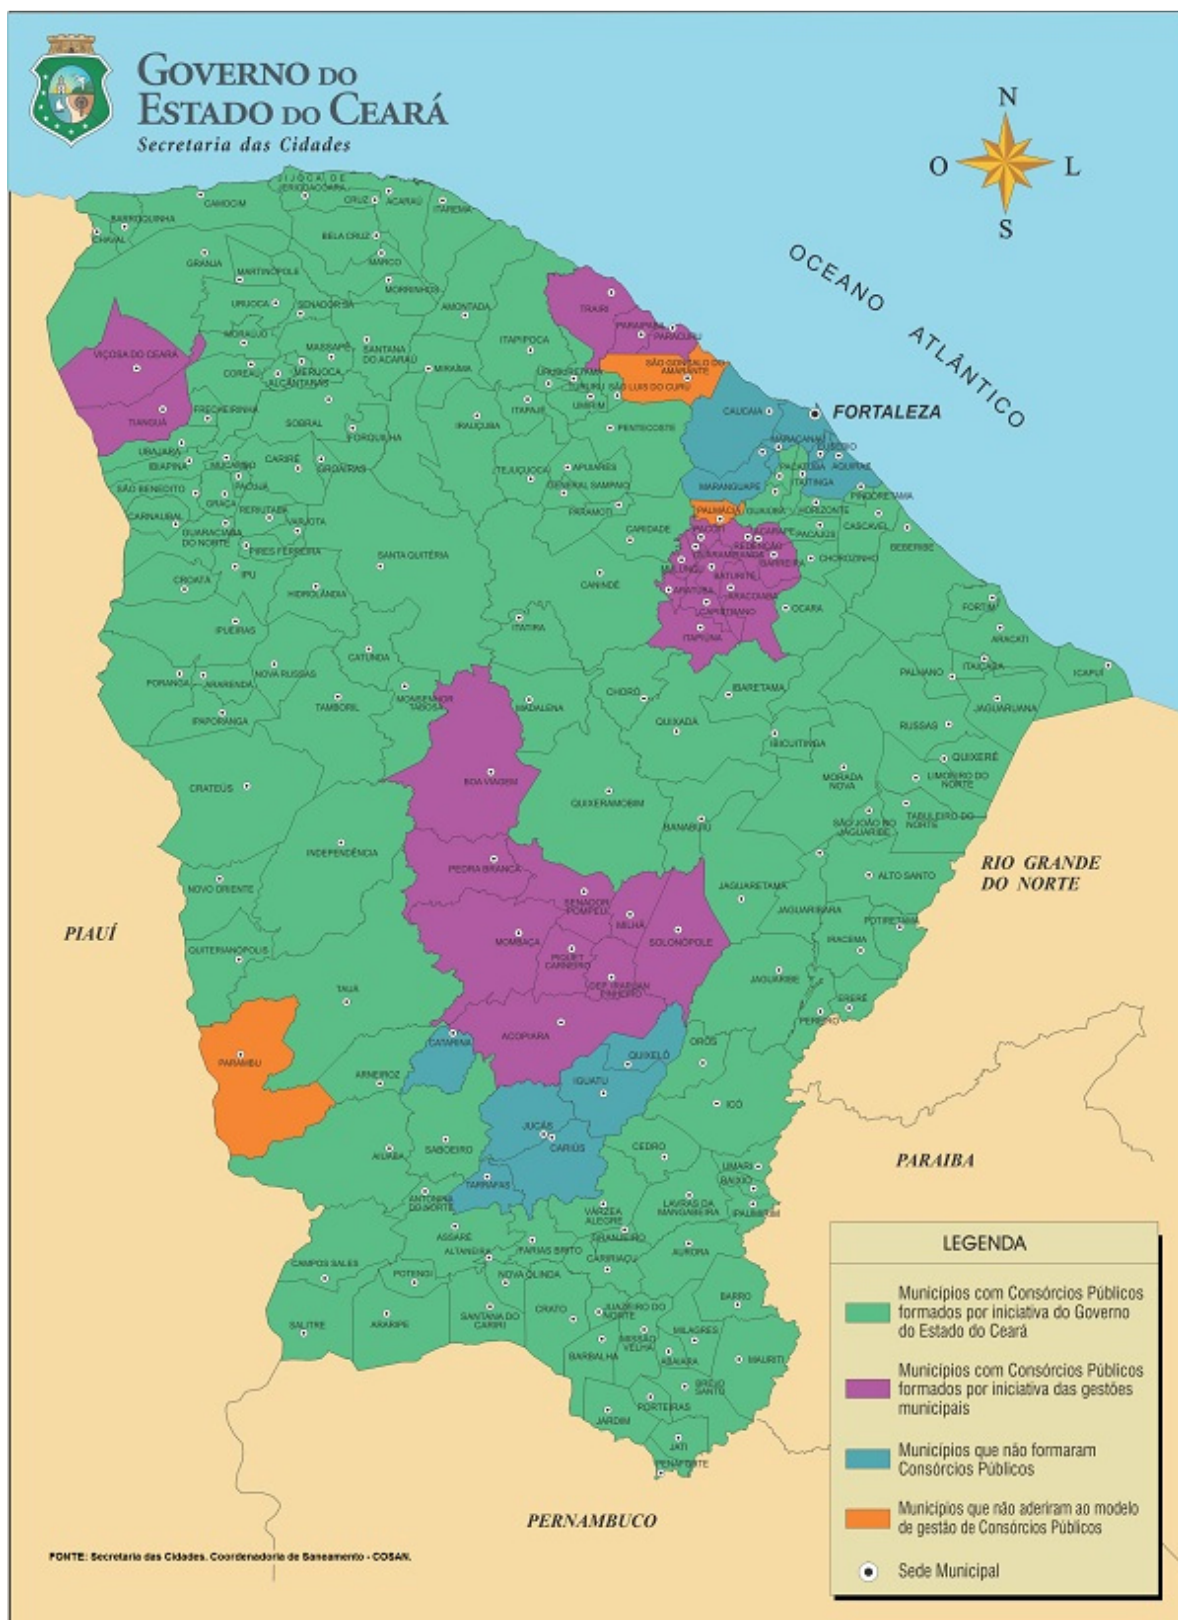 GOVERNO DO
ESTADO DO CEARÁ
Secretaria das Cidades
N
O
L
S
OCEANO ATLÂNTICO
JIJOCA DE
JERICOACOARA
CAMOCIM
CRUZ
ACARAÚ
ITAREMA
BARROQUINHA
CHAVAL
BELA CRUZ
GRANJA
MARCO
MARTINÓPOLE
MORRINHOS
URUOCA
SENADOR SÁ
AMONTADA
TRAIRI
MORAÚJO
PARAIPABA
PARACURU
VIÇOSA DO CEARÁ
MASSAPÊ
SANTANA
DO ACARAÚ
ITAPIPOCA
COREAÚ
MERUOCA
ALCÂNTARAS
MIRAÍMA
URUBURETAMA
TURURU
SÃO LUIS DO CURU
SÃO GONÇALO DO
AMARANTE
UMIRIM
TIANGUÁ
FRECHEIRINHA
SOBRAL
FORQUILHA
IRAUÇUBA
ITAPAJÉ
PENTECOSTE
CAUCAIA
FORTALEZA
UBAJARA
IBIAPINA
MUCAMBO
CARIRÉ
GROAÍRAS
TEJUÇUOCA
APUIARÉS
MARACANAÚ
EUSÉBIO
PACATUBA
AQUIRAZ
ITAITINGA
SÃO BENEDITO
PACUJÁ
GRAÇA
GENERAL SAMPAIO
MARANGUAPE
PINDORETAMA
CARNAUBAL
RERIUTABA
VARJOTA
PARAMOTI
PALMÁCIA
GUAIÚBA
HORIZONTE
GUARACIABA
DO NORTE
PIRES FERREIRA
CARIDADE
PACOTI
ACARAPE
REDENÇÃO
PACAJUS
CASCAVEL
BEBERIBE
SANTA QUITÉRIA
GUARAMIRANGA
MULUNGU
BARREIRA
CHOROZINHO
CROATÁ
IPU
HIDROLÂNDIA
CANINDÉ
BATURITÉ
ARATUBA
ARACOIABA
CAPISTRANO
OCARA
FORTIM
IPUEIRAS
ITATIRA
ITAPIÚNA
ARACATI
CATUNDA
ITAIÇABA
ICAPUÍ
PORANGA
ARARENDÁ
NOVA RUSSAS
PALHANO
IPAPORANGA
TAMBORIL
MONSENHOR
TABOSA
MADALENA
CHORÓ
IBARETAMA
JAGUARUANA
QUIXADÁ
RUSSAS
IBICUITINGA
QUIXERÉ
CRATEÚS
BOA VIAGEM
QUIXERAMOBIM
MORADA
NOVA
LIMOEIRO DO
NORTE
BANABUIÚ
SÃO JOÃO DO
JAGUARIBE
TABULEIRO DO
NORTE
INDEPENDÊNCIA
PEDRA BRANCA
RIO GRANDE
DO NORTE
NOVO ORIENTE
SENADOR
POMPEU
JAGUARETAMA
ALTO SANTO
PIAUÍ
MILHÃ
JAGUARIBARA
POTIRETAMA
QUITERIANÓPOLIS
MOMBAÇA
PIQUET
CARNEIRO
SOLONÓPOLE
IRACEMA
DEP. IRAPUAN
PINHEIRO
JAGUARIBE
TAUÁ
ERERÊ
PEREIRO
ACOPIARA
CATARINA
PARAMBU
QUIXELÔ
ORÓS
ARNEIROZ
IGUATU
ICÓ
JUCÁS
CARIÚS
SABOEIRO
AIUABA
CEDRO
UMARI
BAIXIO
PARAIBA
TARRAFAS
IPAUMIRIM
ANTONINA
DO NORTE
VÁRZEA
ALEGRE
LAVRAS DA
MANGABEIRA
ASSARÉ
GRANJEIRO
ALTANEIRA
FARIAS BRITO
CARIRIAÇU
AURORA
CAMPOS SALES
POTENGI
NOVA OLINDA
SALITRE
ARARIPE
SANTANA DO
CARIRI
CRATO
JUAZEIRO DO
NORTE
BARRO
MISSÃO
VELHA
MILAGRES
BARBALHA
ABAIARA
MAURITI
BREJO
SANTO
PORTEIRAS
JARDIM
JATI
PENAFORTE
PERNAMBUCO
LEGENDA
Municípios com Consórcios Públicos
formados por iniciativa do Governo
do Estado do Ceará
Municípios com Consórcios Públicos
formados por iniciativa das gestões
municipais
Municípios que não formaram
Consórcios Públicos
Municípios que não aderiram ao modelo
de gestão de Consórcios Públicos
Sede Municipal
FONTE: Secretaria das Cidades. Coordenadoria de Saneamento - COSAN.